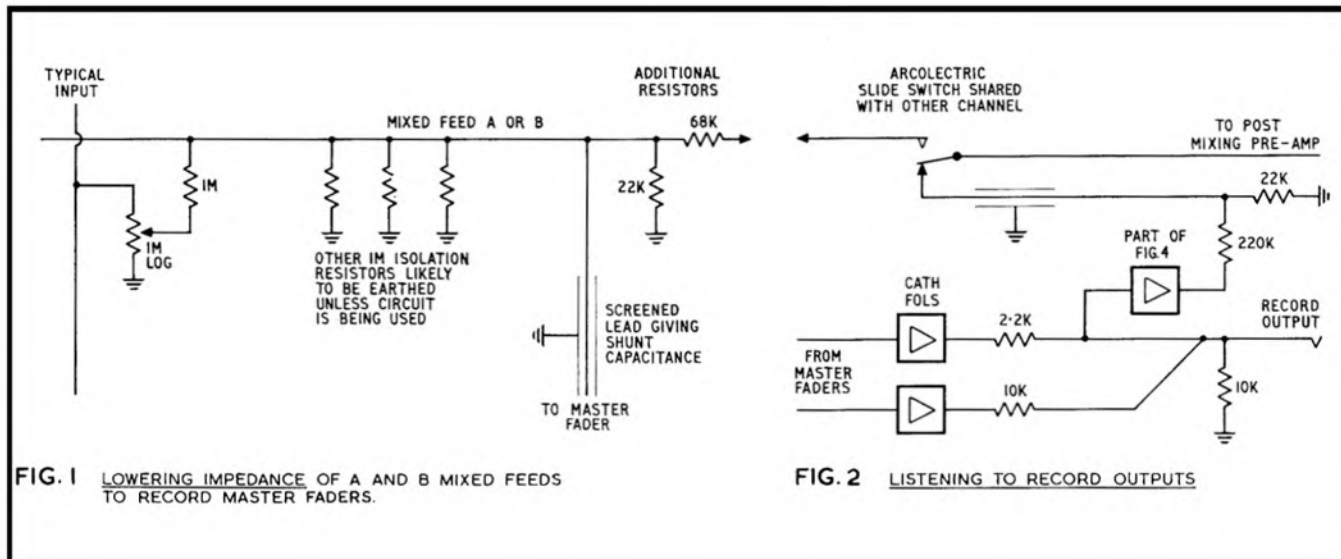 TYPICAL
INPUT
1M
1M
LOG
MIXED FEED A OR B
OTHER 1M ISOLATION
RESISTORS LIKELY
TO BE EARTHED
UNLESS CIRCUIT
IS BEING USED
ADDITIONAL
RESISTORS
68K
22K
SCREENED
LEAD GIVING
SHUNT
CAPACITANCE
TO MASTER
FADER
FIG. 1 LOWERING IMPEDANCE OF A AND B MIXED FEEDS
TO RECORD MASTER FADERS.
ARCOLECTRIC
SLIDE SWITCH SHARED
WITH OTHER CHANNEL
TO POST
MIXING PRE-AMP
22K
220K
PART OF
FIG.4
CATH
FOLS
2·2K
RECORD
OUTPUT
FROM
MASTER
FADERS
10K
10K
FIG. 2 LISTENING TO RECORD OUTPUTS